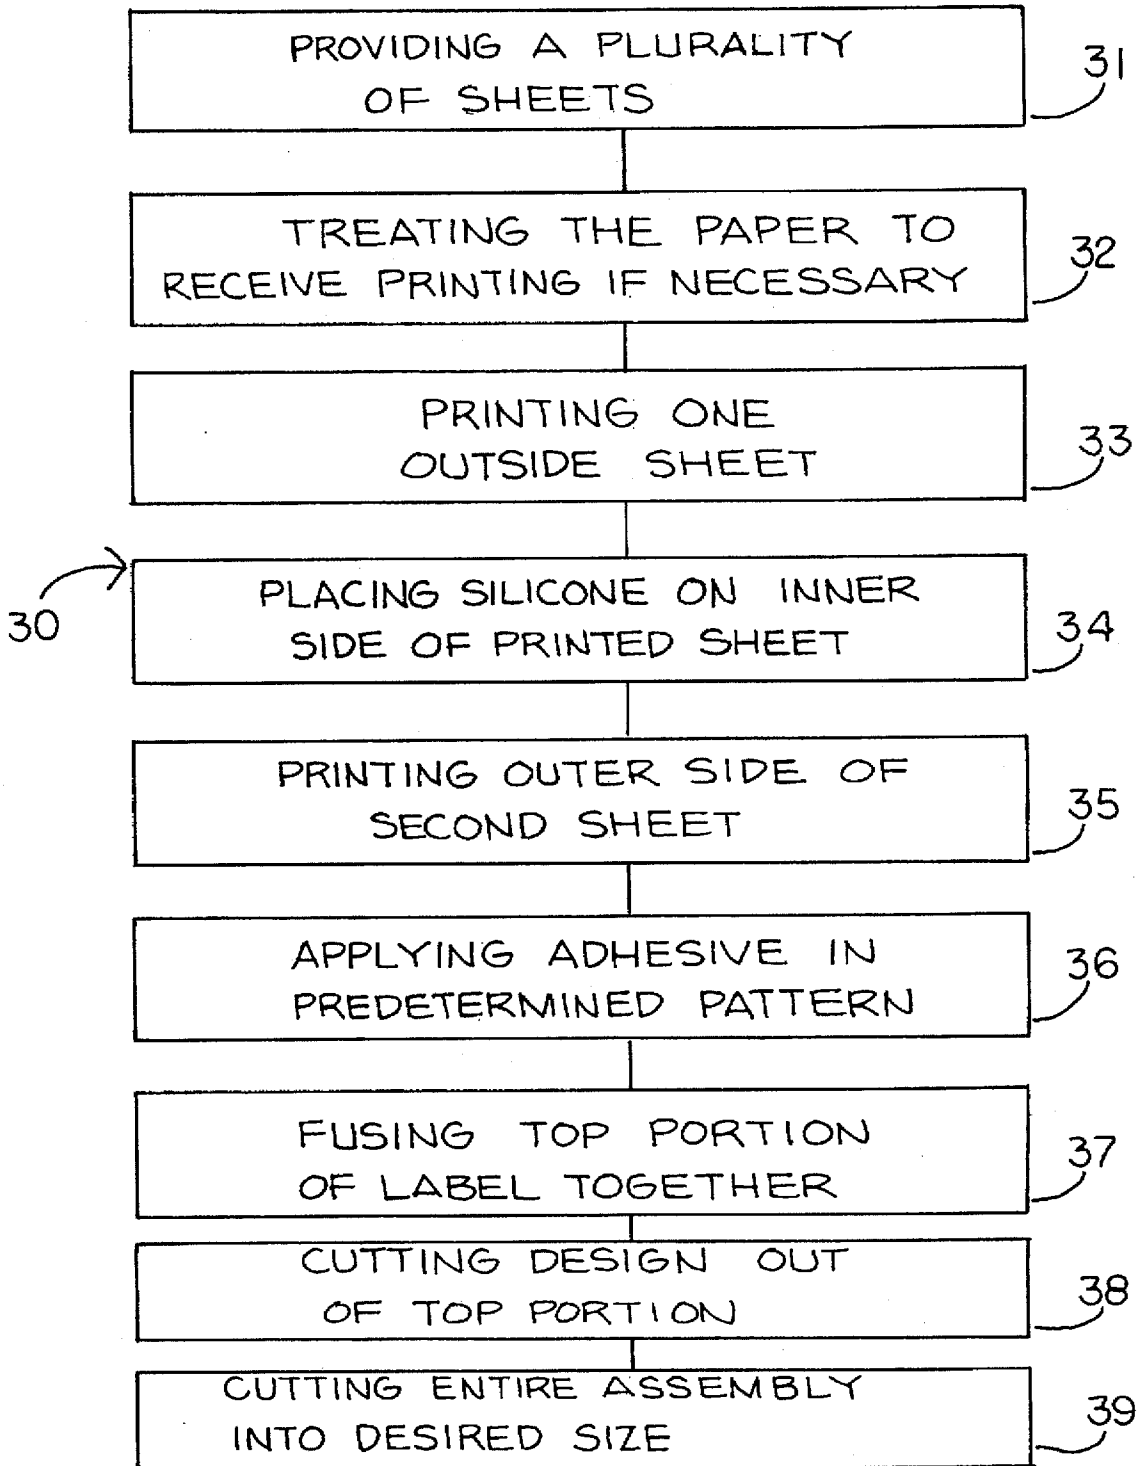 PROVIDING A PLURALITY
OF SHEETS
31
TREATING THE PAPER TO
RECEIVE PRINTING IF NECESSARY
32
PRINTING ONE
OUTSIDE SHEET
33
30
PLACING SILICONE ON INNER
SIDE OF PRINTED SHEET
34
PRINTING OUTER SIDE OF
SECOND SHEET
35
APPLYING ADHESIVE IN
PREDETERMINED PATTERN
36
FUSING TOP PORTION
OF LABEL TOGETHER
37
CUTTING DESIGN OUT
OF TOP PORTION
38
CUTTING ENTIRE ASSEMBLY
INTO DESIRED SIZE
39